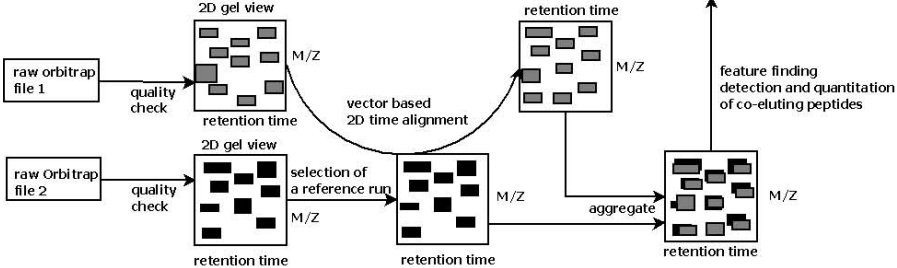 2D gel view
retention time
retention time
M/Z
M/Z
raw orbitrap
file 1
quality
check
vector based
2D time alignment
feature finding
detection and quantitation
of co-eluting peptides
retention time
2D gel view
raw Orbitrap
file 2
quality
check
selection of
a reference run
M/Z
M/Z
aggregate
M/Z
retention time
retention time
retention time